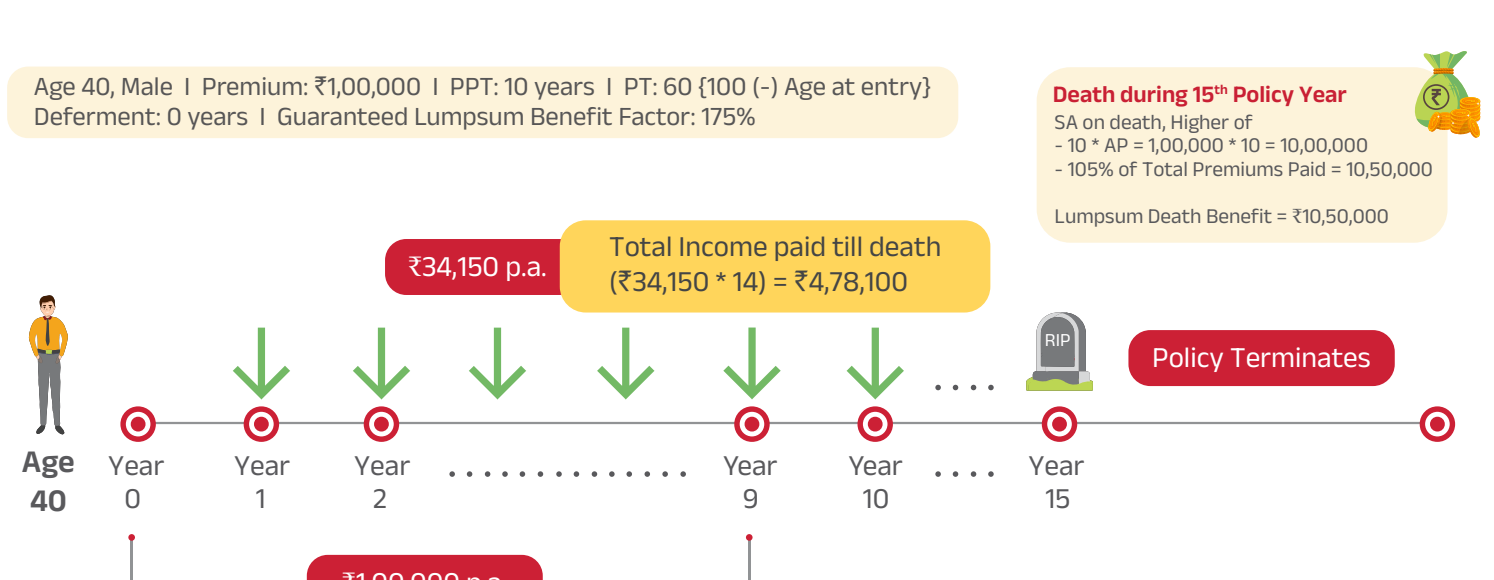 Age 40, Male I Premium: ₹1,00,000 I PPT: 10 years I PT: 60 {100 (-) Age at entry}
Deferment: 0 years I Guaranteed Lumpsum Benefit Factor: 175%
Death during 15th Policy Year
SA on death, Higher of
- 10 * AP = 1,00,000 * 10 = 10,00,000
- 105% of Total Premiums Paid = 10,50,000
Lumpsum Death Benefit = ₹10,50,000
₹
₹34,150 p.a.
Total Income paid till death
(₹34,150 * 14) = ₹4,78,100
RIP
Policy Terminates
Age
40
Year
0
Year
1
Year
2
Year
9
Year
10
Year
15
₹1,00,000 p.a.